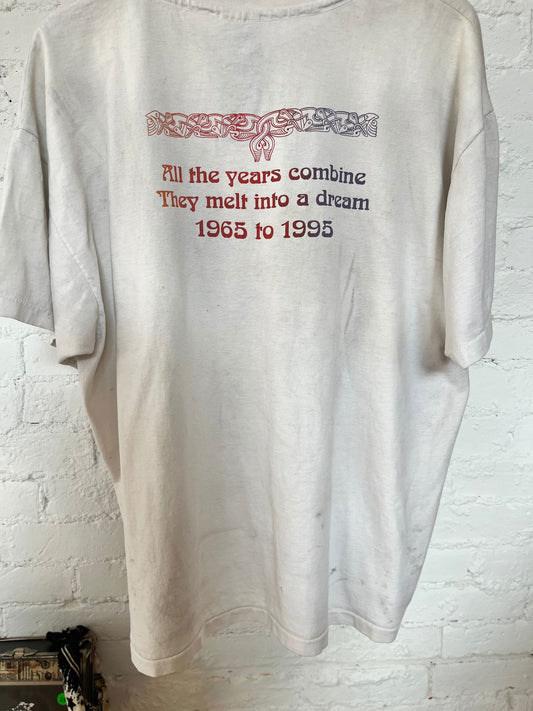 All the years combine
They melt into a dream
1965 to 1995